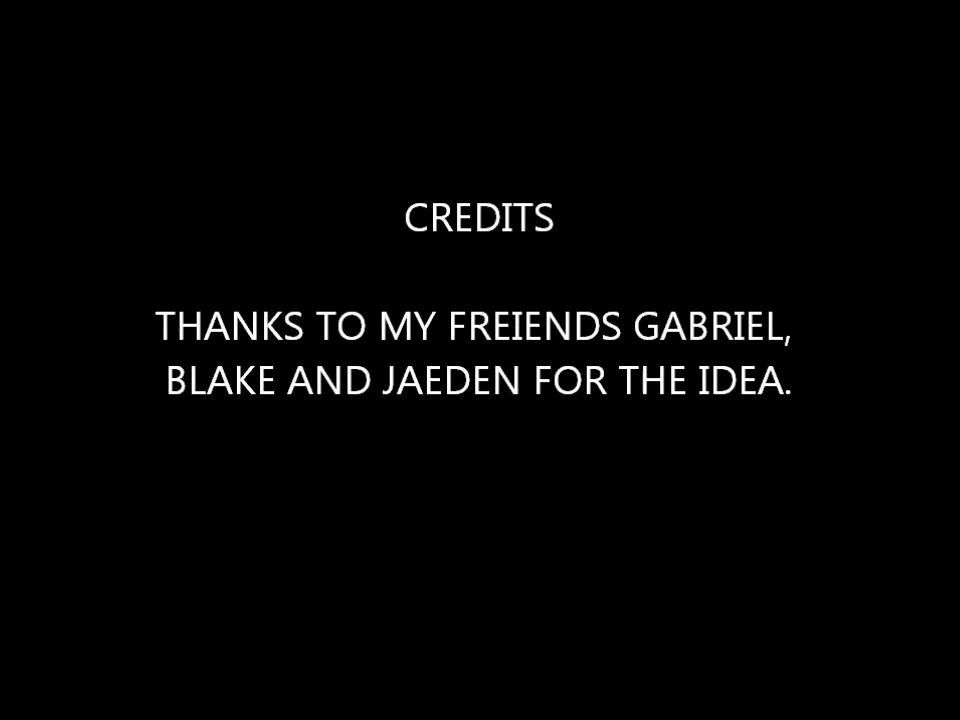 CREDITS
THANKS TO MY FREIENDS GABRIEL,
BLAKE AND JAEDEN FOR THE IDEA.